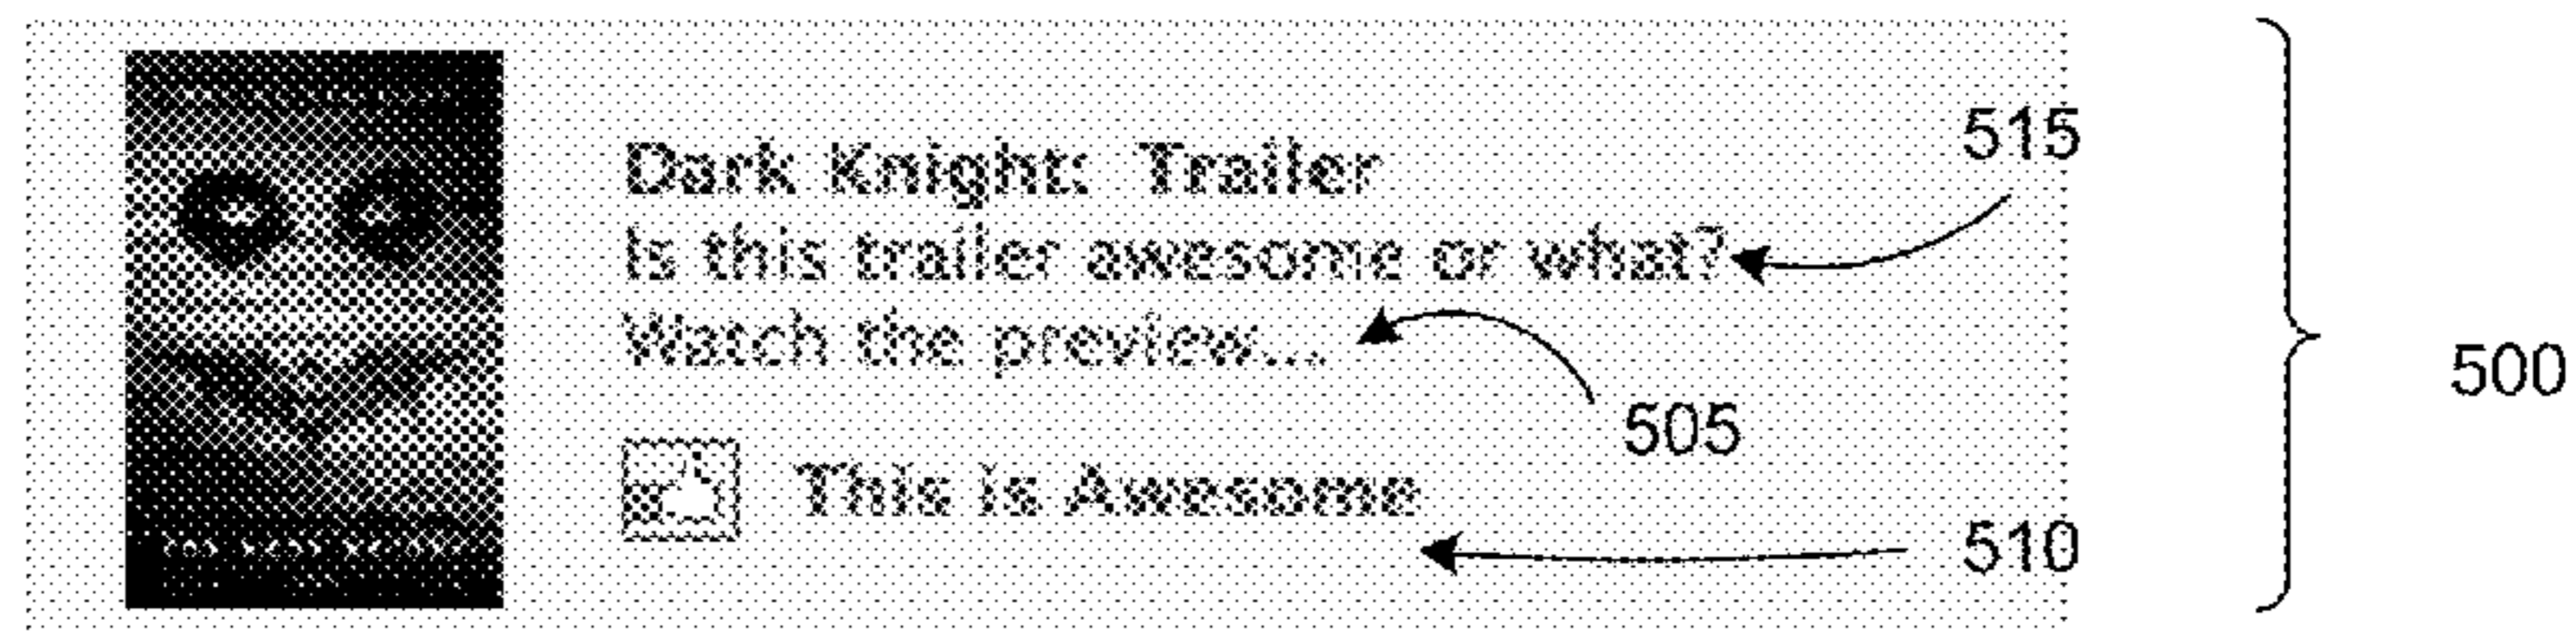 515
Dark Knight: Trailer
Is this trailer awesome or what?
Watch the preview...
500
505
This is Awesome
510